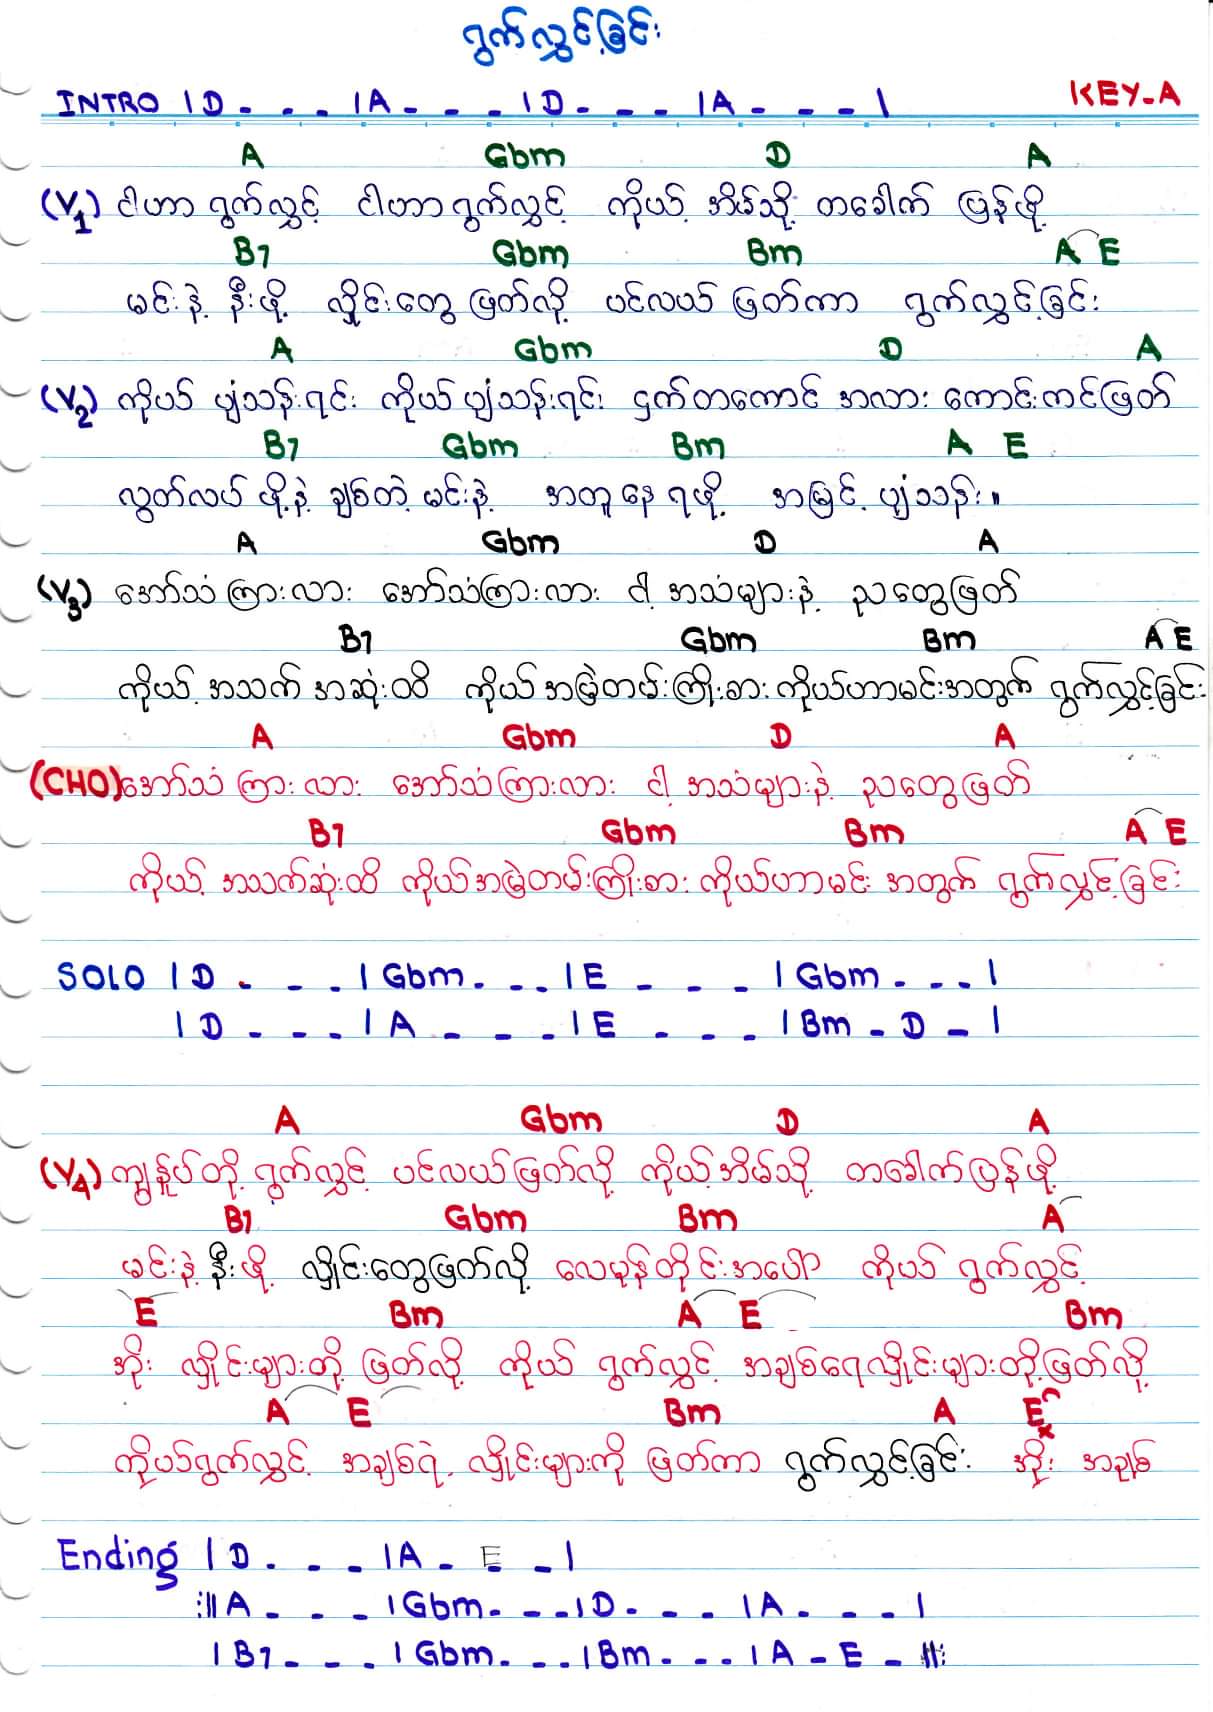 ရွက်လွှင့်ခြင်း
INTRO | D - - - | A - - - | D - - - | A - - - | KEY-A
A Gbm D A
(V1) ငါဟာ ရွက်လွှင့် ငါဟာ ရွက်လွှင့် ကိုယ့် အိမ်သို့ တခေါက် ပြန်ဖို့
B7 Gbm Bm A E
မင်းနဲ့ နီးဖို့ လှိုင်းတွေ ဖြတ်လို့ ပင်လယ် ဖြတ်ကာ ရွက်လွှင့်ခြင်း
A Gbm D A
(V2) ကိုယ် ပျံသန်းရင်း ကိုယ် ပျံသန်းရင်း ငှက်တကောင် အလား ကောင်းကင်ဖြတ်
B7 Gbm Bm A E
လွတ်လပ် ဖို့နဲ့ ချစ်တဲ့ မင်းနဲ့ အတူ နေ ရဖို့ အမြင့် ပျံသန်း။
A Gbm D A
(V3) အော်သံ ကြားလား အော်သံကြားလား ငါ့ အသံများနဲ့ ညတွေဖြတ်
B7 Gbm Bm A E
ကိုယ့် အသက် အဆုံးထိ ကိုယ် အမြဲတမ်းကြိုးစား ကိုယ်ဟာမင်းအတွက် ရွက်လွှင့်ခြင်း
A Gbm D A
(CHO) အော်သံ ကြားလား အော်သံကြားလား ငါ့ အသံများနဲ့ ညတွေဖြတ်
B7 Gbm Bm A E
ကိုယ့် အသက်ဆုံးထိ ကိုယ်အမြဲတမ်းကြိုးစား ကိုယ်ဟာမင်း အတွက် ရွက်လွှင့်ခြင်း
SOLO | D - - - | Gbm - - - | E - - - | Gbm - - - |
| D - - - | A - - - | E - - - | Bm - D - |
A Gbm D A
(V4) ကျွန်ုပ်တို့ ရွက်လွှင့် ပင်လယ်ဖြတ်လို့ ကိုယ့်အိမ်သို့ တခေါက်ပြန်ဖို့
B7 Gbm Bm A
မင်းနဲ့ နီးဖို့ လှိုင်းတွေဖြတ်လို့ လေမုန်တိုင်းအပေါ် ကိုယ် ရွက်လွှင့်
E Bm A E Bm
အိုး လှိုင်းများတို့ ဖြတ်လို့ ကိုယ် ရွက်လွှင့် အချစ်ရေလှိုင်းများတို့ဖြတ်လို့
A E Bm A E
ကိုယ်ရွက်လွှင့် အချစ်ရဲ့ လှိုင်းများကို ဖြတ်ကာ ရွက်လွှင့်ခြင်း အိုး အချစ်
Ending | D - - - | A - E - |
:|| A - - - | Gbm - - - | D - - - | A - - - |
| B7 - - - | Gbm - - - | Bm - - - | A - E - ||: